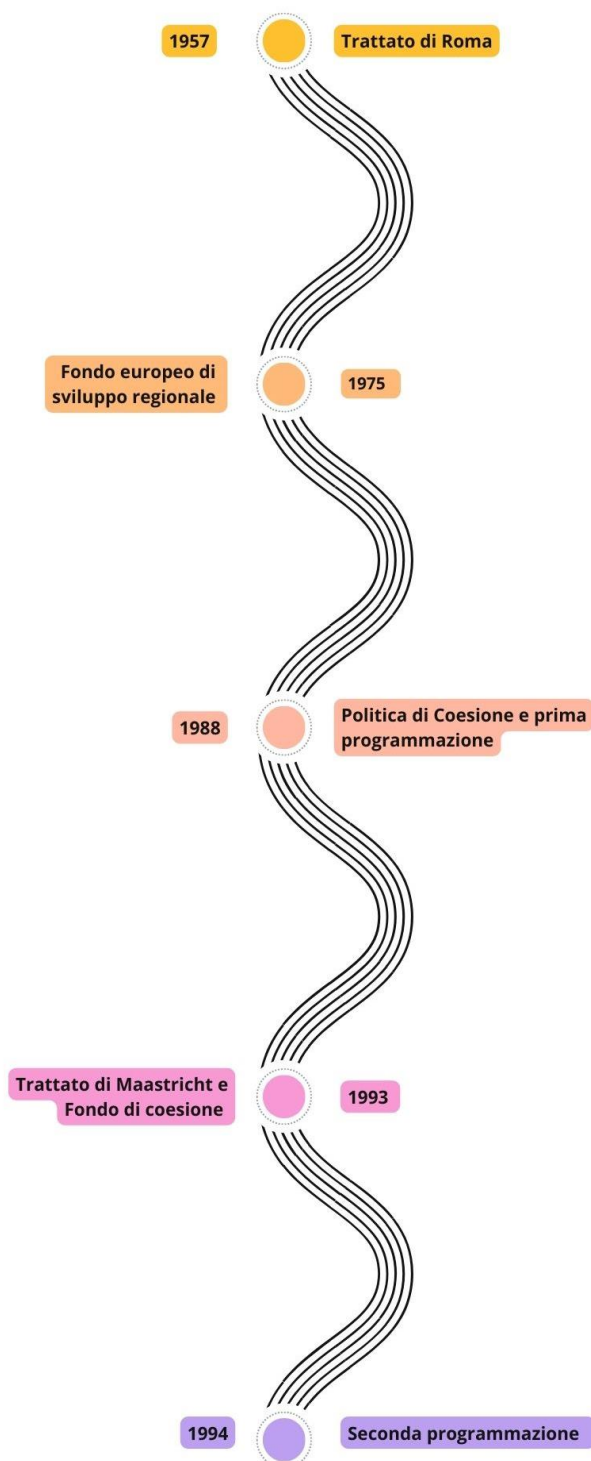 1957
Trattato di Roma
Fondo europeo di
sviluppo regionale
1975
1988
Politica di Coesione e prima
programmazione
Trattato di Maastricht e
Fondo di coesione
1993
1994
Seconda programmazione